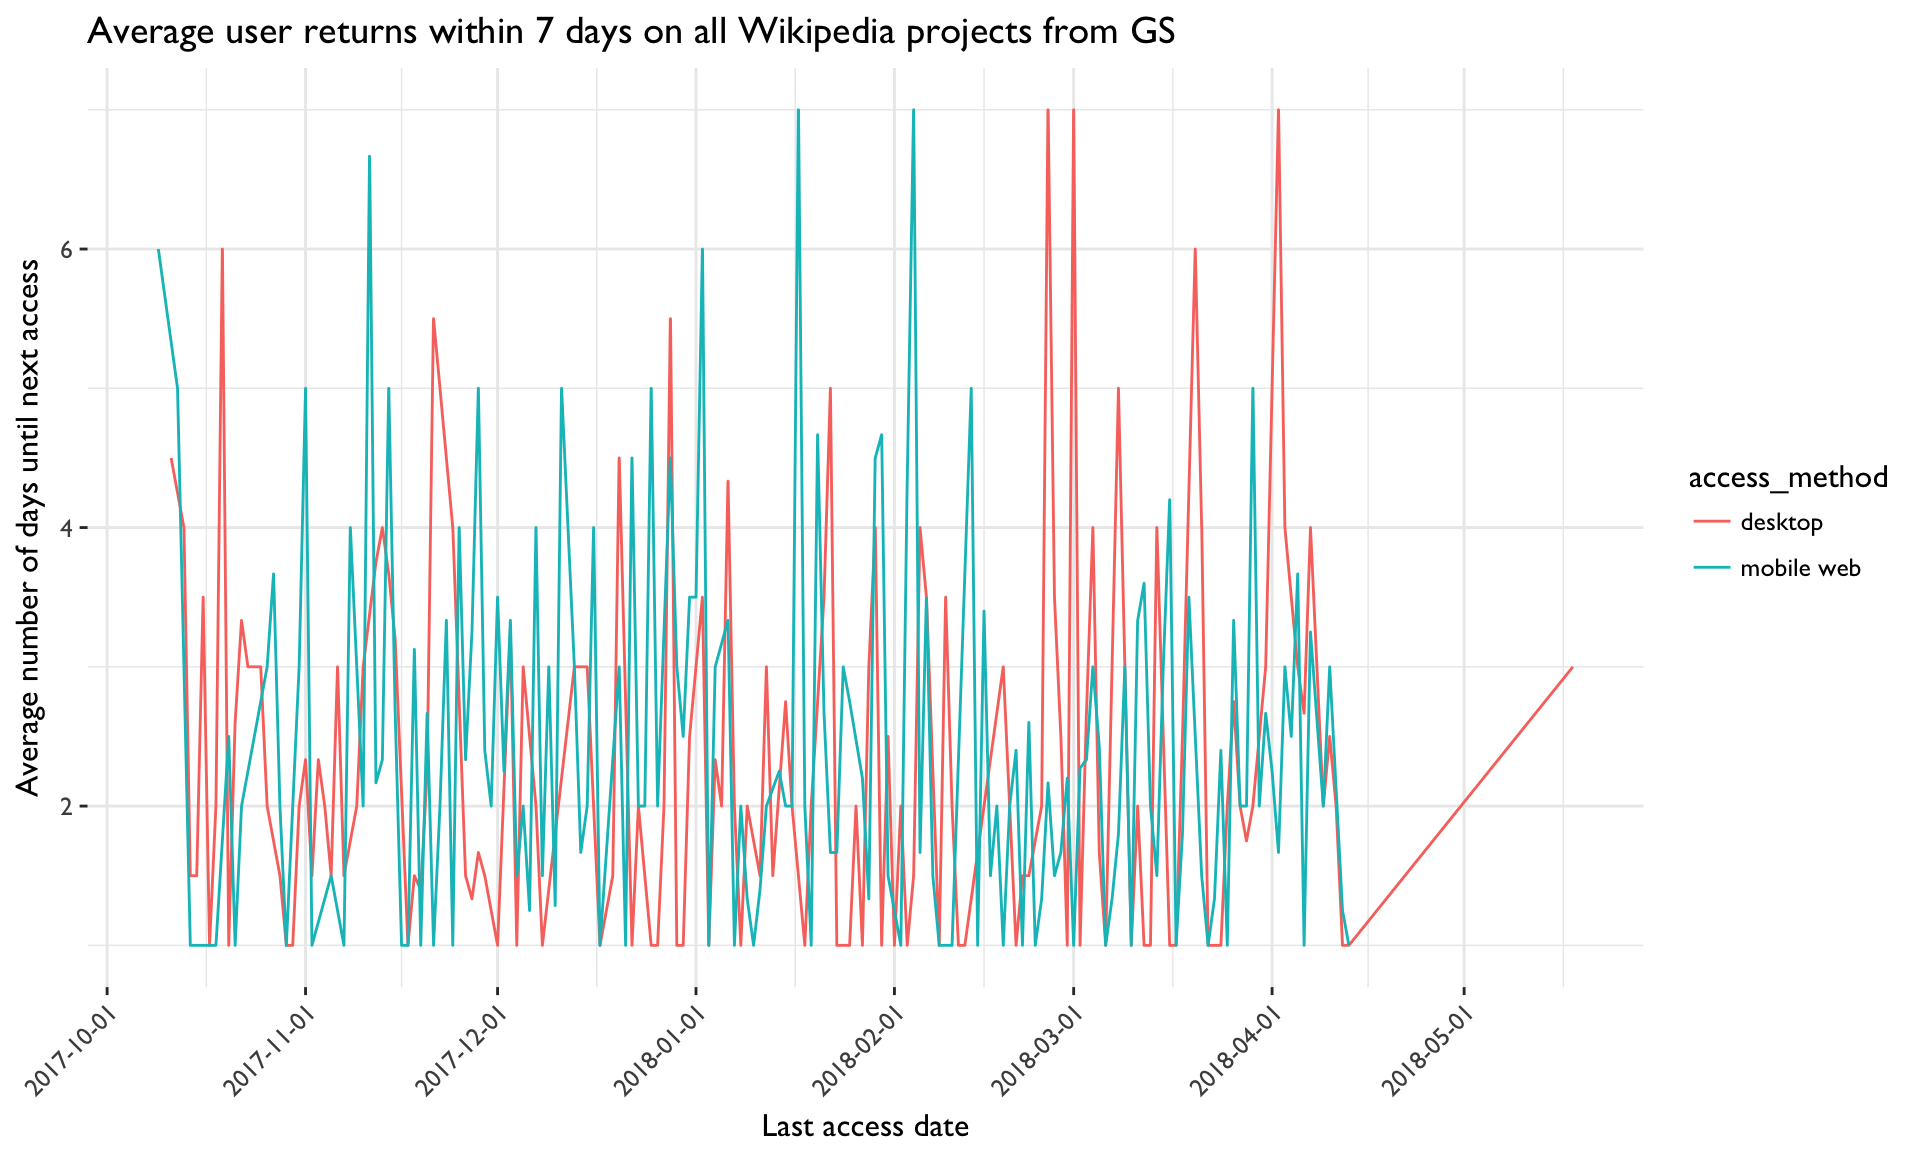 Average user returns within 7 days on all Wikipedia projects from GS
Average number of days until next access
6
4
2
2017-10-01
2017-11-01
2017-12-01
2018-01-01
2018-02-01
2018-03-01
2018-04-01
2018-05-01
Last access date
access_method
desktop
mobile web